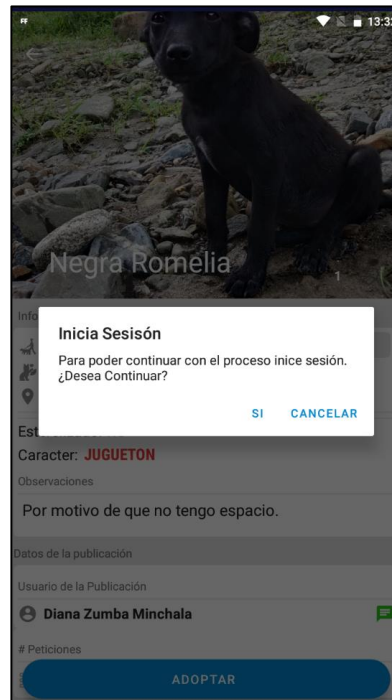 13:33
Negra Romelia
1
Info
Inicia Sesisón
Para poder continuar con el proceso inice sesión.
¿Desea Continuar?
SI CANCELAR
Caracter: JUGUETON
Observaciones
Por motivo de que no tengo espacio.
Datos de la publicación
Usuario de la Publicación
Diana Zumba Minchala
# Peticiones
ADOPTAR